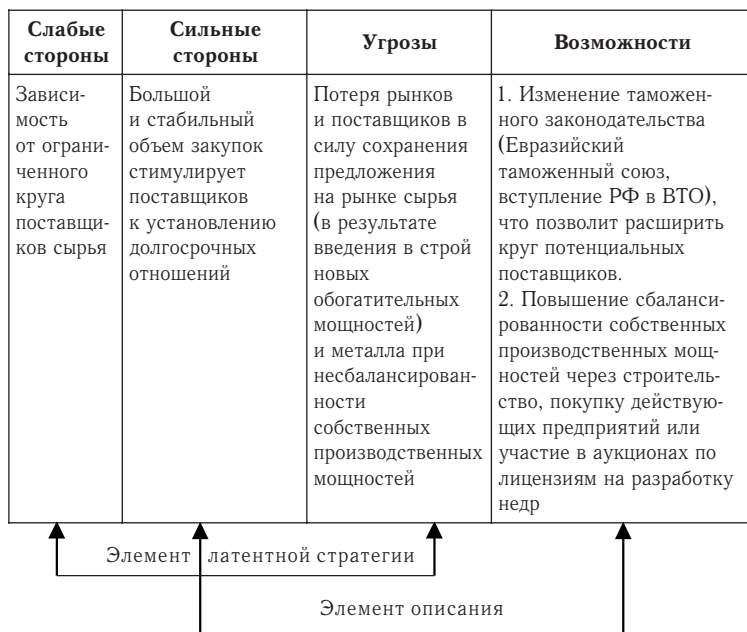 Слабые
стороны
Сильные
стороны
Угрозы
Возможности
Зависи-
мость
от ограни-
ченного
круга
поставщи-
ков сырья
Большой
и стабильный
объем закупок
стимулирует
поставщиков
к установлению
долгосрочных
отношений
Потеря рынков
и поставщиков в
силу сохранения
предложения
на рынке сырья
(в результате
введения в строй
новых
обогатительных
мощностей)
и металла при
несбалансирован-
ности
собственных
производственных
мощностей
1. Изменение таможен-
ного законодательства
(Евразийский
таможенный союз,
вступление РФ в ВТО),
что позволит расширить
круг потенциальных
поставщиков.
2. Повышение сбаланси-
рованности собственных
производственных мощ-
ностей через строитель-
ство, покупку действую-
щих предприятий или
участие в аукционах по
лицензиям на разработку
недр
Элемент латентной стратегии
Элемент описания